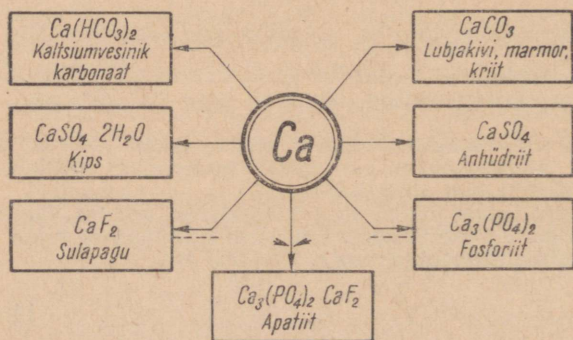 Ca(HCO₃)₂
Kaltsiumvesinik
karbonaat
CaCO₃
Lubjakivi, marmor,
kriit
CaSO₄ 2H₂O
Kips
Ca
CaSO₄
Anhüdriit
CaF₂
Sulapagu
Ca₃(PO₄)₂
Fosforiit
Ca₃(PO₄)₂ CaF₂
Apatiit